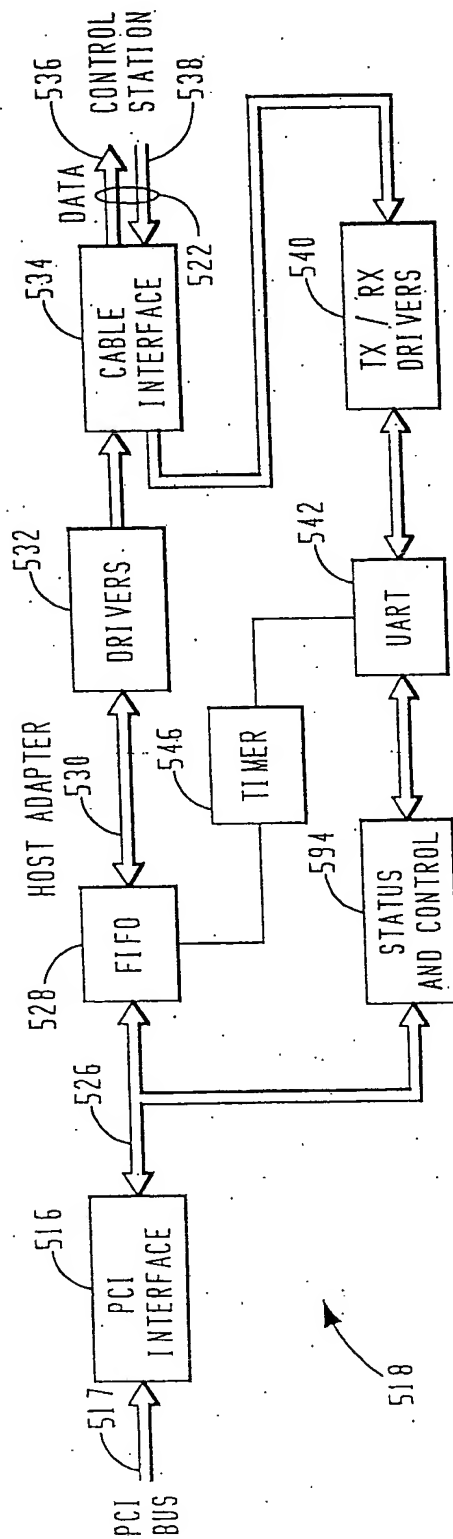 PCI
BUS
517
516
PCI
INTERFACE
526
528
FIFO
HOST ADAPTER
530
532
DRIVERS
534
CABLE
INTERFACE
DATA
536
CONTROL
STATION
538
522
546
TIMER
594
STATUS
AND CONTROL
542
UART
540
TX / RX
DRIVERS
518